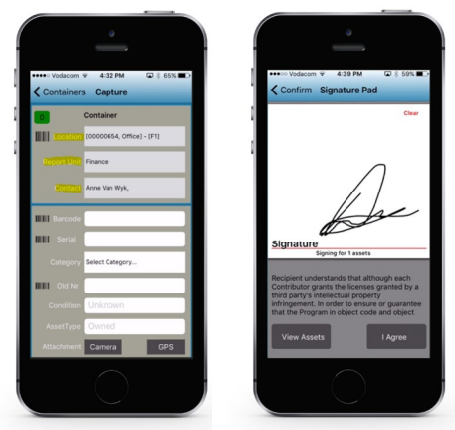 ●●●○○ Vodacom 4:32 PM 65%
Containers Capture
0 Container
Location [00000654, Office] - [F1]
Report Unit Finance
Contact Anne Van Wyk,
Barcode
Serial
Category Select Category...
Old Nr
Condition Unknown
AssetType Owned
Attachment Camera GPS
●●●○○ Vodacom 4:39 PM 59%
Confirm Signature Pad
Clear
Signature
Signing for 1 assets
Recipient understands that although each
Contributor grants the licenses granted by a
third party's intellectual property
infringement. In order to ensure or guarantee
that the Program in object code and object
View Assets I Agree